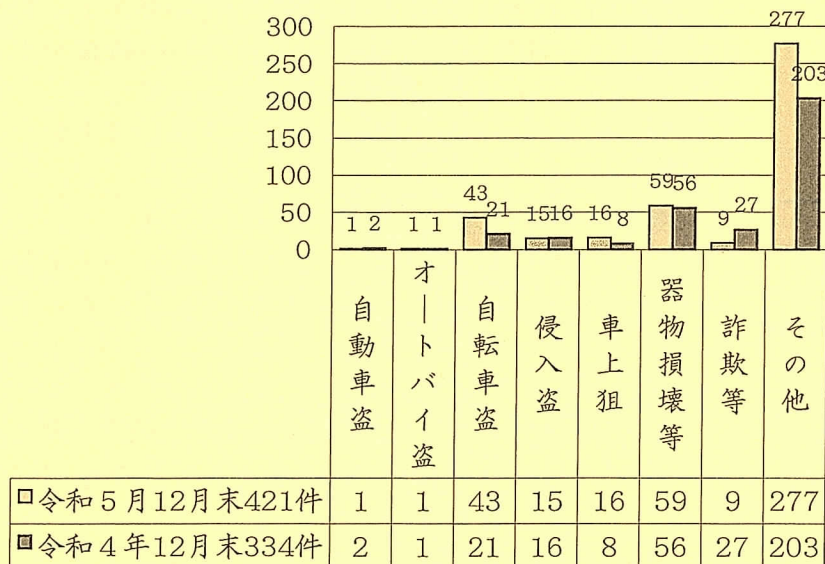 300
250
200
150
100
50
0
1 2 1 1 43 21 15 16 16 8 59 56 9 27 277 203
自動車盗
オートバイ盗
自転車盗
侵入盗
車上狙
器物損壊等
詐欺等
その他
令和5月12月末421件 1 1 43 15 16 59 9 277
令和4年12月末334件 2 1 21 16 8 56 27 203